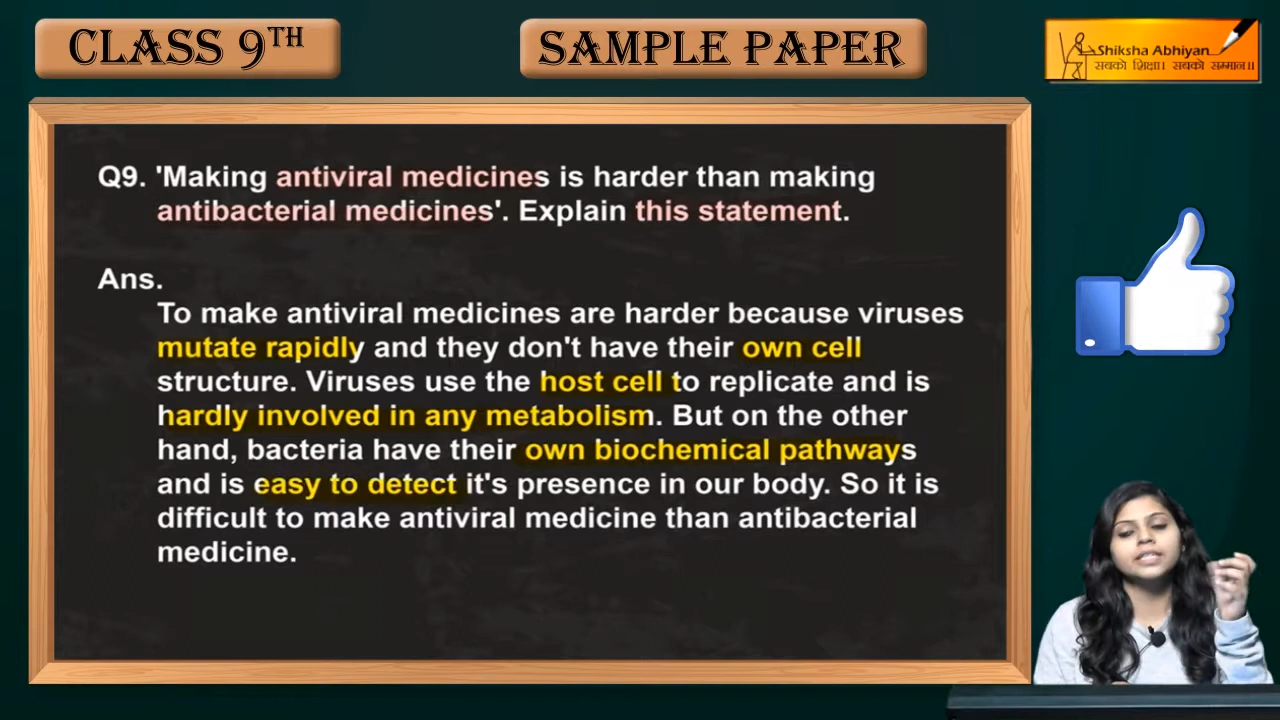 CLASS 9TH
SAMPLE PAPER
Shiksha Abhiyan
सबको शिक्षा। सबको सम्मान॥
Q9. 'Making antiviral medicines is harder than making
antibacterial medicines'. Explain this statement.
Ans.
To make antiviral medicines are harder because viruses
mutate rapidly and they don't have their own cell
structure. Viruses use the host cell to replicate and is
hardly involved in any metabolism. But on the other
hand, bacteria have their own biochemical pathways
and is easy to detect it's presence in our body. So it is
difficult to make antiviral medicine than antibacterial
medicine.